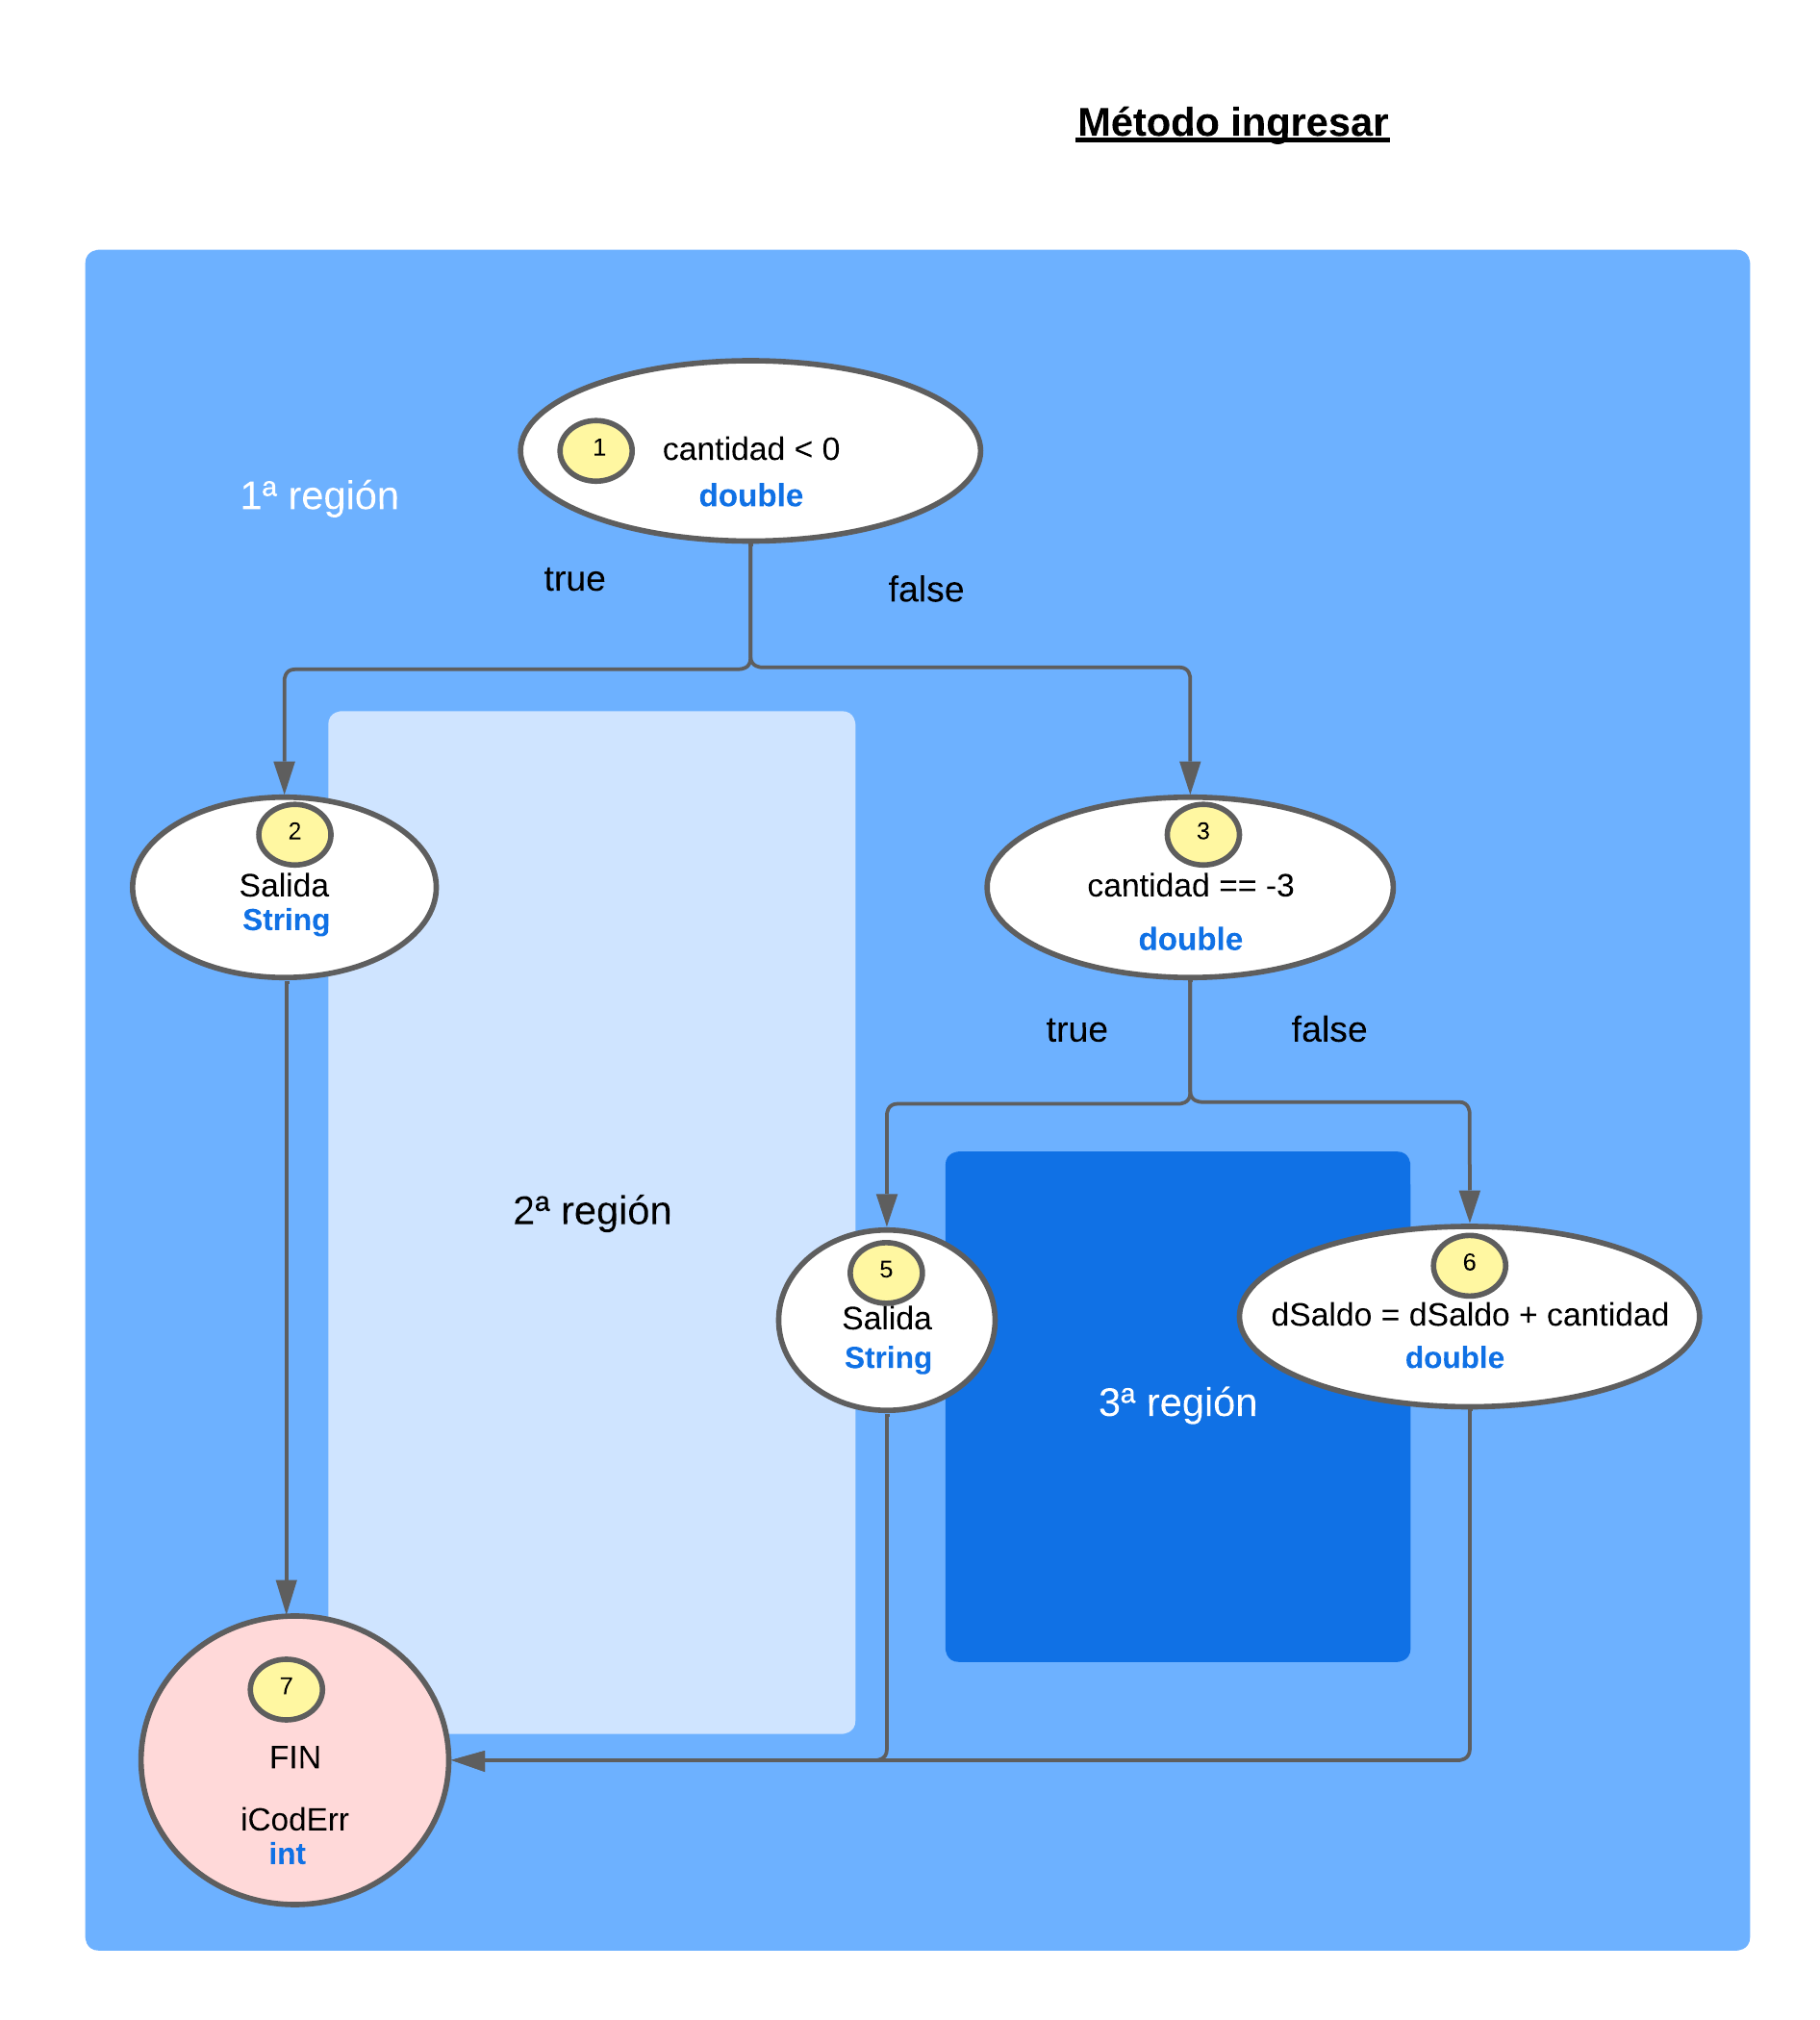 Método ingresar
1
cantidad < 0
double
1ª región
true
false
2
Salida
String
3
cantidad == -3
double
true
false
2ª región
5
Salida
String
6
dSaldo = dSaldo + cantidad
double
3ª región
7
FIN
iCodErr
int